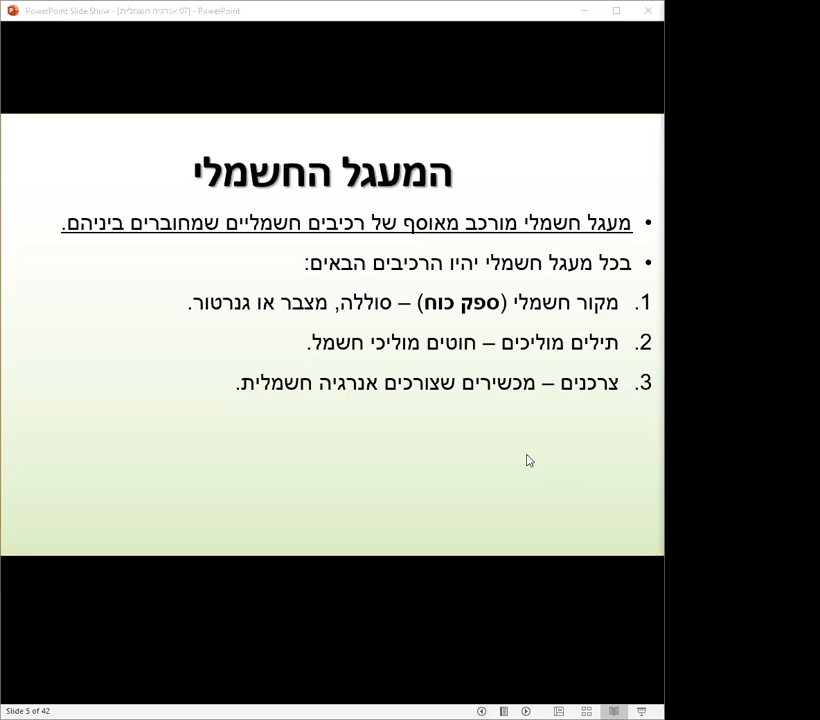 PowerPoint Slide Show - [07 אנרגיה חשמלית] - PowerPoint
המעגל החשמלי
• מעגל חשמלי מורכב מאוסף של רכיבים חשמליים שמחוברים ביניהם.
• בכל מעגל חשמלי יהיו הרכיבים הבאים:
1. מקור חשמלי (ספק כוח) – סוללה, מצבר או גנרטור.
2. תילים מוליכים – חוטים מוליכי חשמל.
3. צרכנים – מכשירים שצורכים אנרגיה חשמלית.
Slide 5 of 42